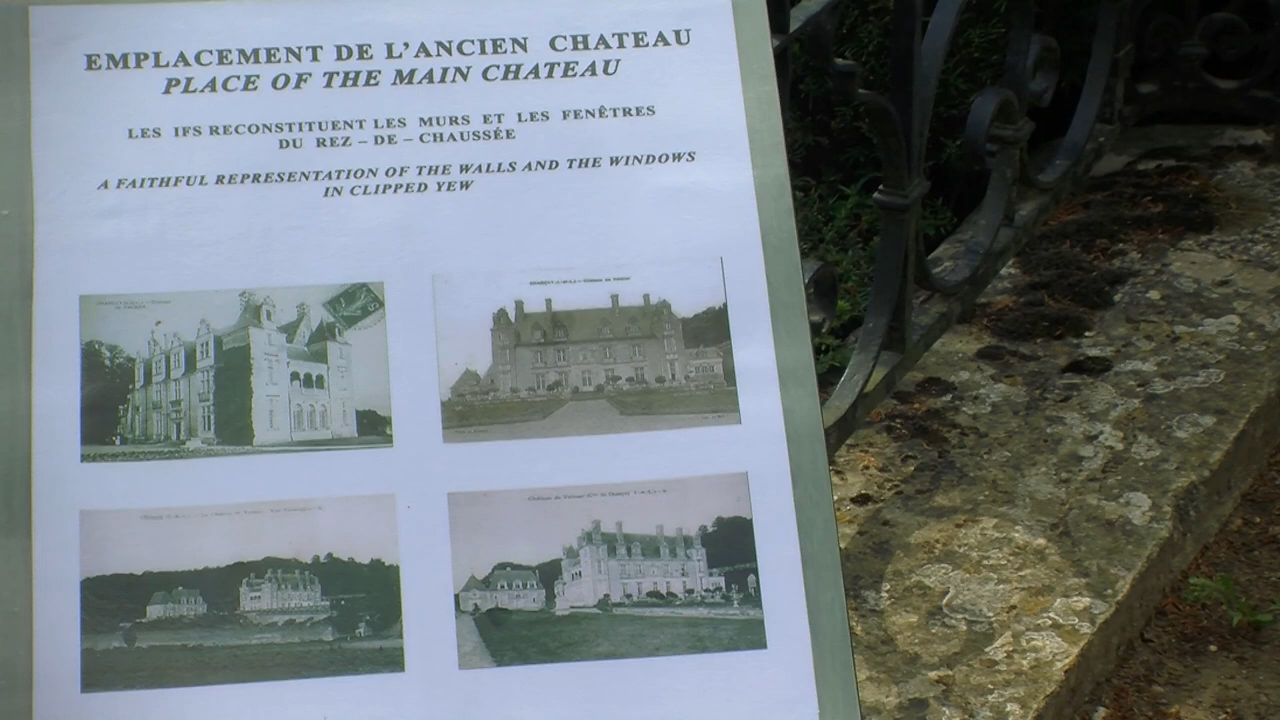 EMPLACEMENT DE L'ANCIEN CHATEAU
PLACE OF THE MAIN CHATEAU
LES IFS RECONSTITUENT LES MURS ET LES FENÊTRES
DU REZ – DE – CHAUSSÉE
A FAITHFUL REPRESENTATION OF THE WALLS AND THE WINDOWS
IN CLIPPED YEW